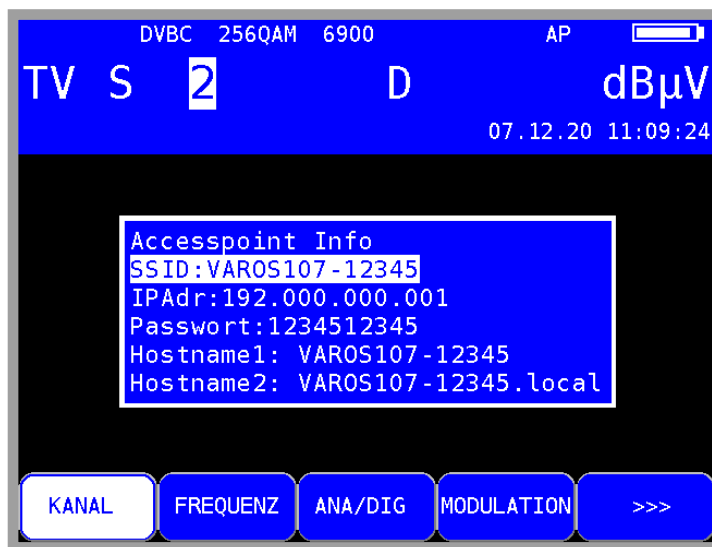 DVBC 256QAM 6900 AP
TV S 2 D dBµV
07.12.20 11:09:24
Accesspoint Info
SSID:VAROS107-12345
IPAdr:192.000.000.001
Passwort:1234512345
Hostname1: VAROS107-12345
Hostname2: VAROS107-12345.local
KANAL FREQUENZ ANA/DIG MODULATION >>>